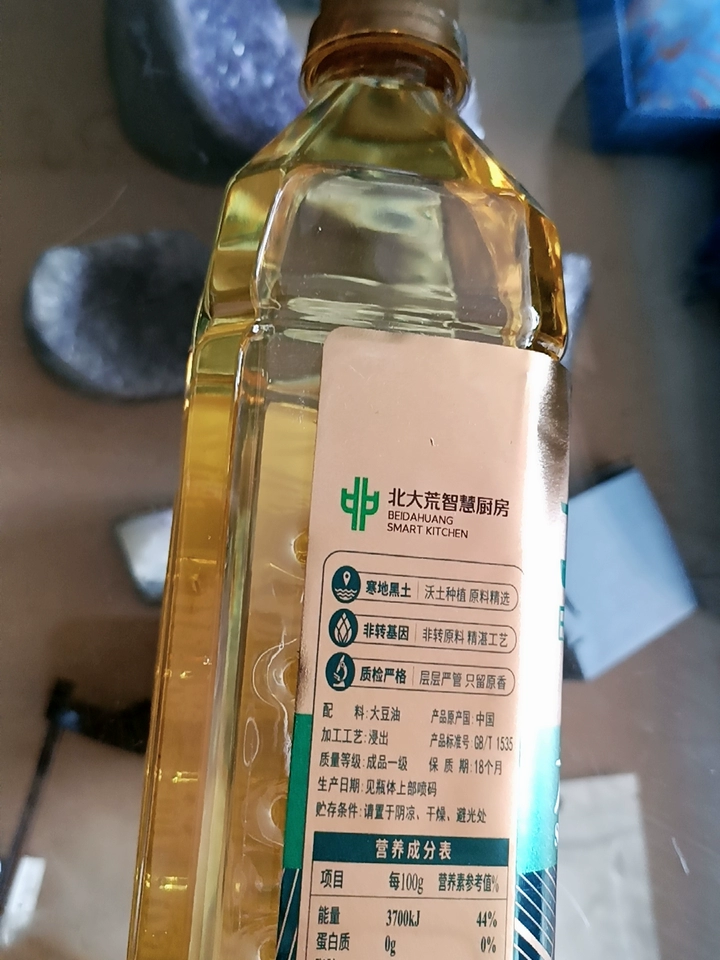 北大荒智慧厨房
BEIDAHUANG
SMART KITCHEN
寒地黑土 沃土种植 原料精选
非转基因 非转原料 精湛工艺
质检严格 层层严管 只留原香
配 料:大豆油 产品原产国:中国
加工工艺:浸出 产品标准号:GB/T 1535
质量等级:成品一级 保 质 期:18个月
生产日期:见瓶体上部喷码
贮存条件:请置于阴凉、干燥、避光处
营养成分表
项目 每100g 营养素参考值%
能量 3700kJ 44%
蛋白质 0g 0%